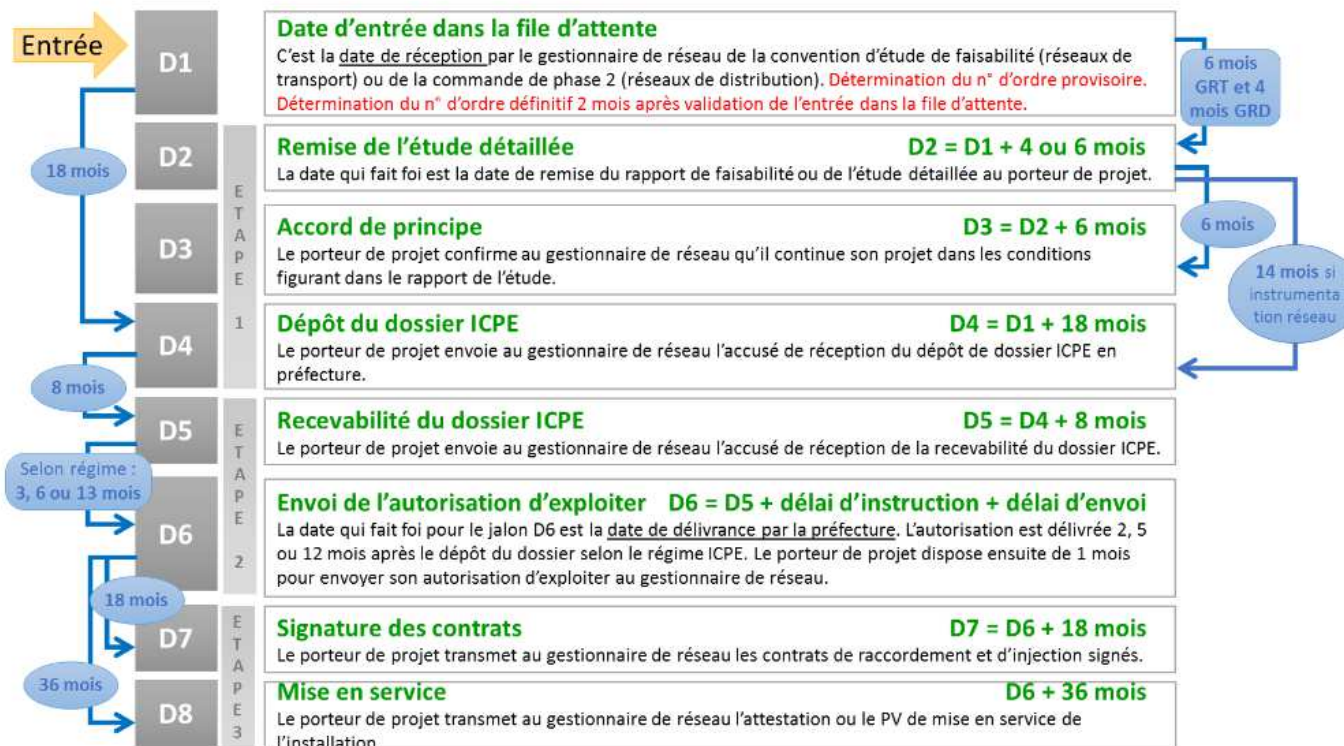 Entrée
D1
Date d'entrée dans la file d'attente
C'est la date de réception par le gestionnaire de réseau de la convention d'étude de faisabilité (réseaux de
transport) ou de la commande de phase 2 (réseaux de distribution). Détermination du n° d'ordre provisoire.
Détermination du n° d'ordre définitif 2 mois après validation de l'entrée dans la file d'attente.
6 mois
GRT et 4
mois GRD
18 mois
ETAPE 1
D2
Remise de l'étude détaillée D2 = D1 + 4 ou 6 mois
La date qui fait foi est la date de remise du rapport de faisabilité ou de l'étude détaillée au porteur de projet.
6 mois
D3
Accord de principe D3 = D2 + 6 mois
Le porteur de projet confirme au gestionnaire de réseau qu'il continue son projet dans les conditions
figurant dans le rapport de l'étude.
14 mois si
instrumenta
tion réseau
D4
Dépôt du dossier ICPE D4 = D1 + 18 mois
Le porteur de projet envoie au gestionnaire de réseau l'accusé de réception du dépôt de dossier ICPE en
préfecture.
8 mois
ETAPE 2
D5
Recevabilité du dossier ICPE D5 = D4 + 8 mois
Le porteur de projet envoie au gestionnaire de réseau l'accusé de réception de la recevabilité du dossier ICPE.
Selon régime :
3, 6 ou 13 mois
D6
Envoi de l'autorisation d'exploiter D6 = D5 + délai d'instruction + délai d'envoi
La date qui fait foi pour le jalon D6 est la date de délivrance par la préfecture. L'autorisation est délivrée 2, 5
ou 12 mois après le dépôt du dossier selon le régime ICPE. Le porteur de projet dispose ensuite de 1 mois
pour envoyer son autorisation d'exploiter au gestionnaire de réseau.
18 mois
ETAPE 3
D7
Signature des contrats D7 = D6 + 18 mois
Le porteur de projet transmet au gestionnaire de réseau les contrats de raccordement et d'injection signés.
36 mois
D8
Mise en service D6 + 36 mois
Le porteur de projet transmet au gestionnaire de réseau l'attestation ou le PV de mise en service de
l'installation